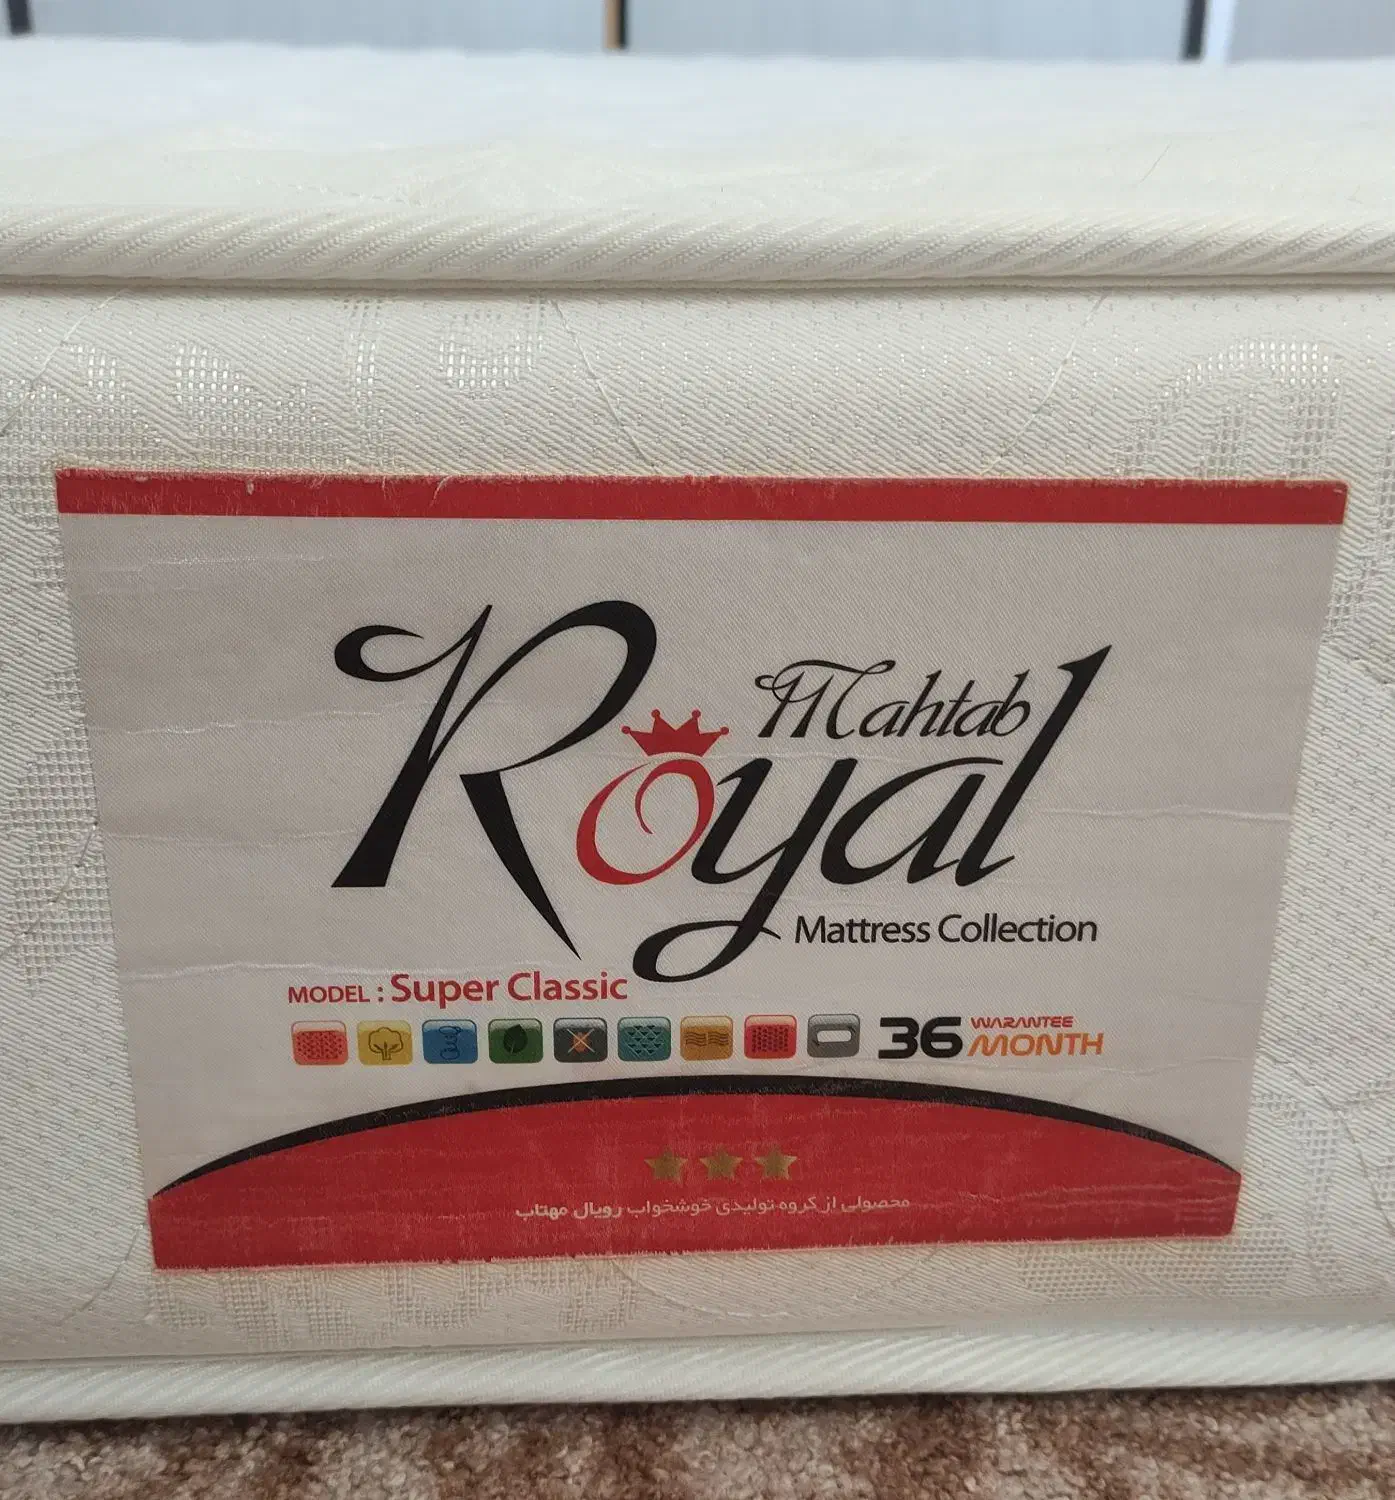 Mahtab
Royal
Mattress Collection
MODEL : Super Classic
36 WARANTEE
MONTH
محصولی از گروه تولیدی خوشخواب رویال مهتاب